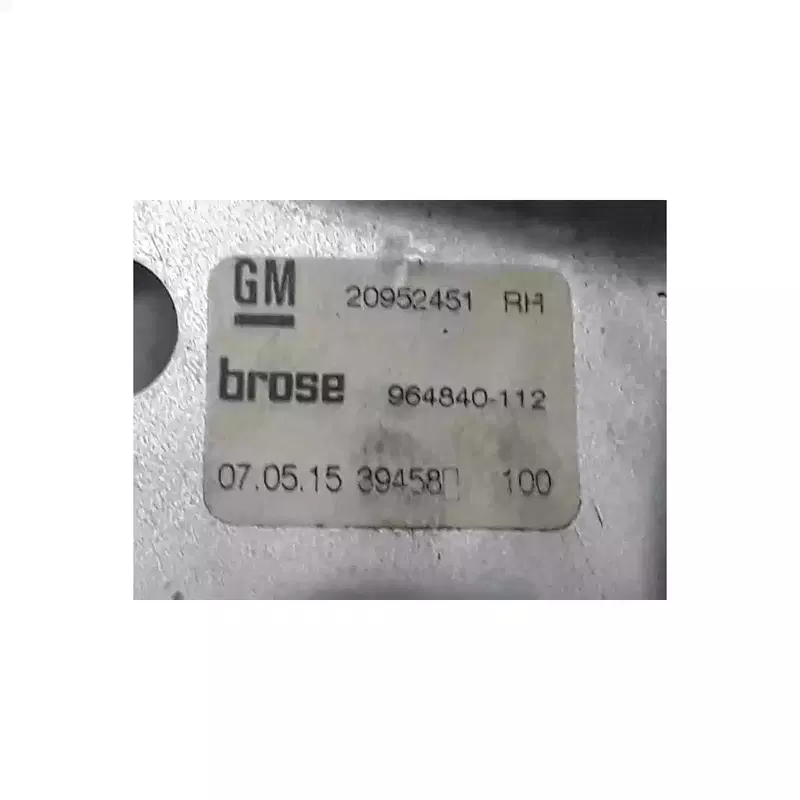 GM 20952451 RH
brose 964840-112
07.05.15 39458 100